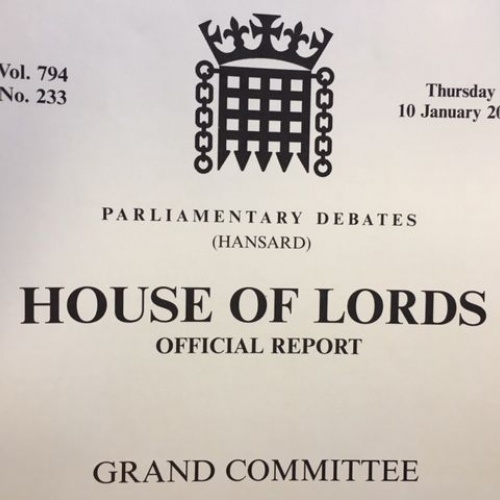 Vol. 794
No. 233
Thursday
10 January 20
PARLIAMENTARY DEBATES
(HANSARD)
HOUSE OF LORDS
OFFICIAL REPORT
GRAND COMMITTEE